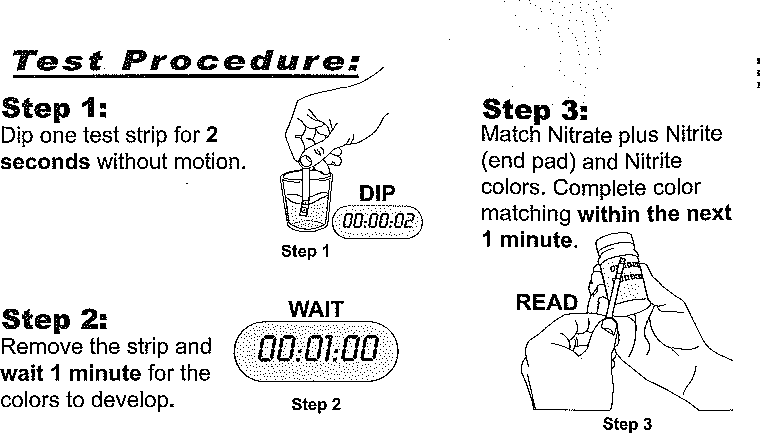 Test Procedure:
Step 1:
Dip one test strip for 2
seconds without motion.
DIP
00:00:02
Step 1
Step 2:
Remove the strip and
wait 1 minute for the
colors to develop.
WAIT
00:01:00
Step 2
Step 3:
Match Nitrate plus Nitrite
(end pad) and Nitrite
colors. Complete color
matching within the next
1 minute.
READ
Step 3